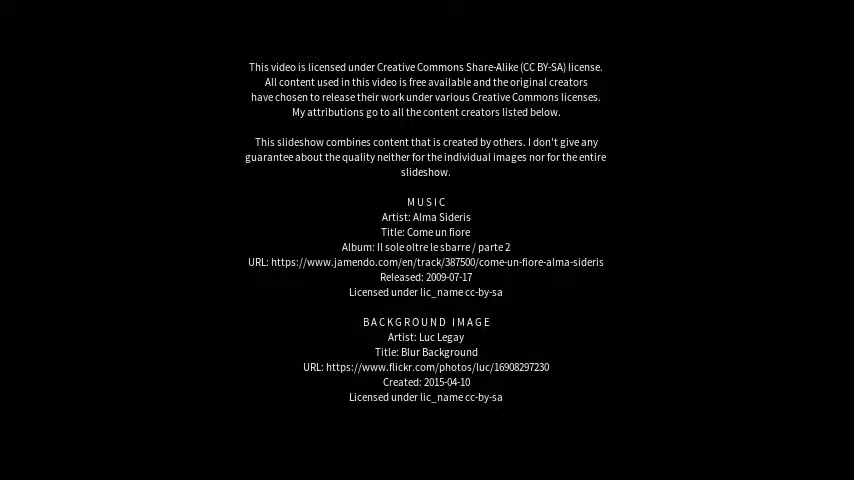 This video is licensed under Creative Commons Share-Alike (CC BY-SA) license.
All content used in this video is free available and the original creators
have chosen to release their work under various Creative Commons licenses.
My attributions go to all the content creators listed below.
This slideshow combines content that is created by others. I don't give any
guarantee about the quality neither for the individual images nor for the entire
slideshow.
MUSIC
Artist: Alma Sideris
Title: Come un fiore
Album: Il sole oltre le sbarre / parte 2
URL: https://www.jamendo.com/en/track/387500/come-un-fiore-alma-sideris
Released: 2009-07-17
Licensed under lic_name cc-by-sa
BACKGROUND IMAGE
Artist: Luc Legay
Title: Blur Background
URL: https://www.flickr.com/photos/luc/16908297230
Created: 2015-04-10
Licensed under lic_name cc-by-sa